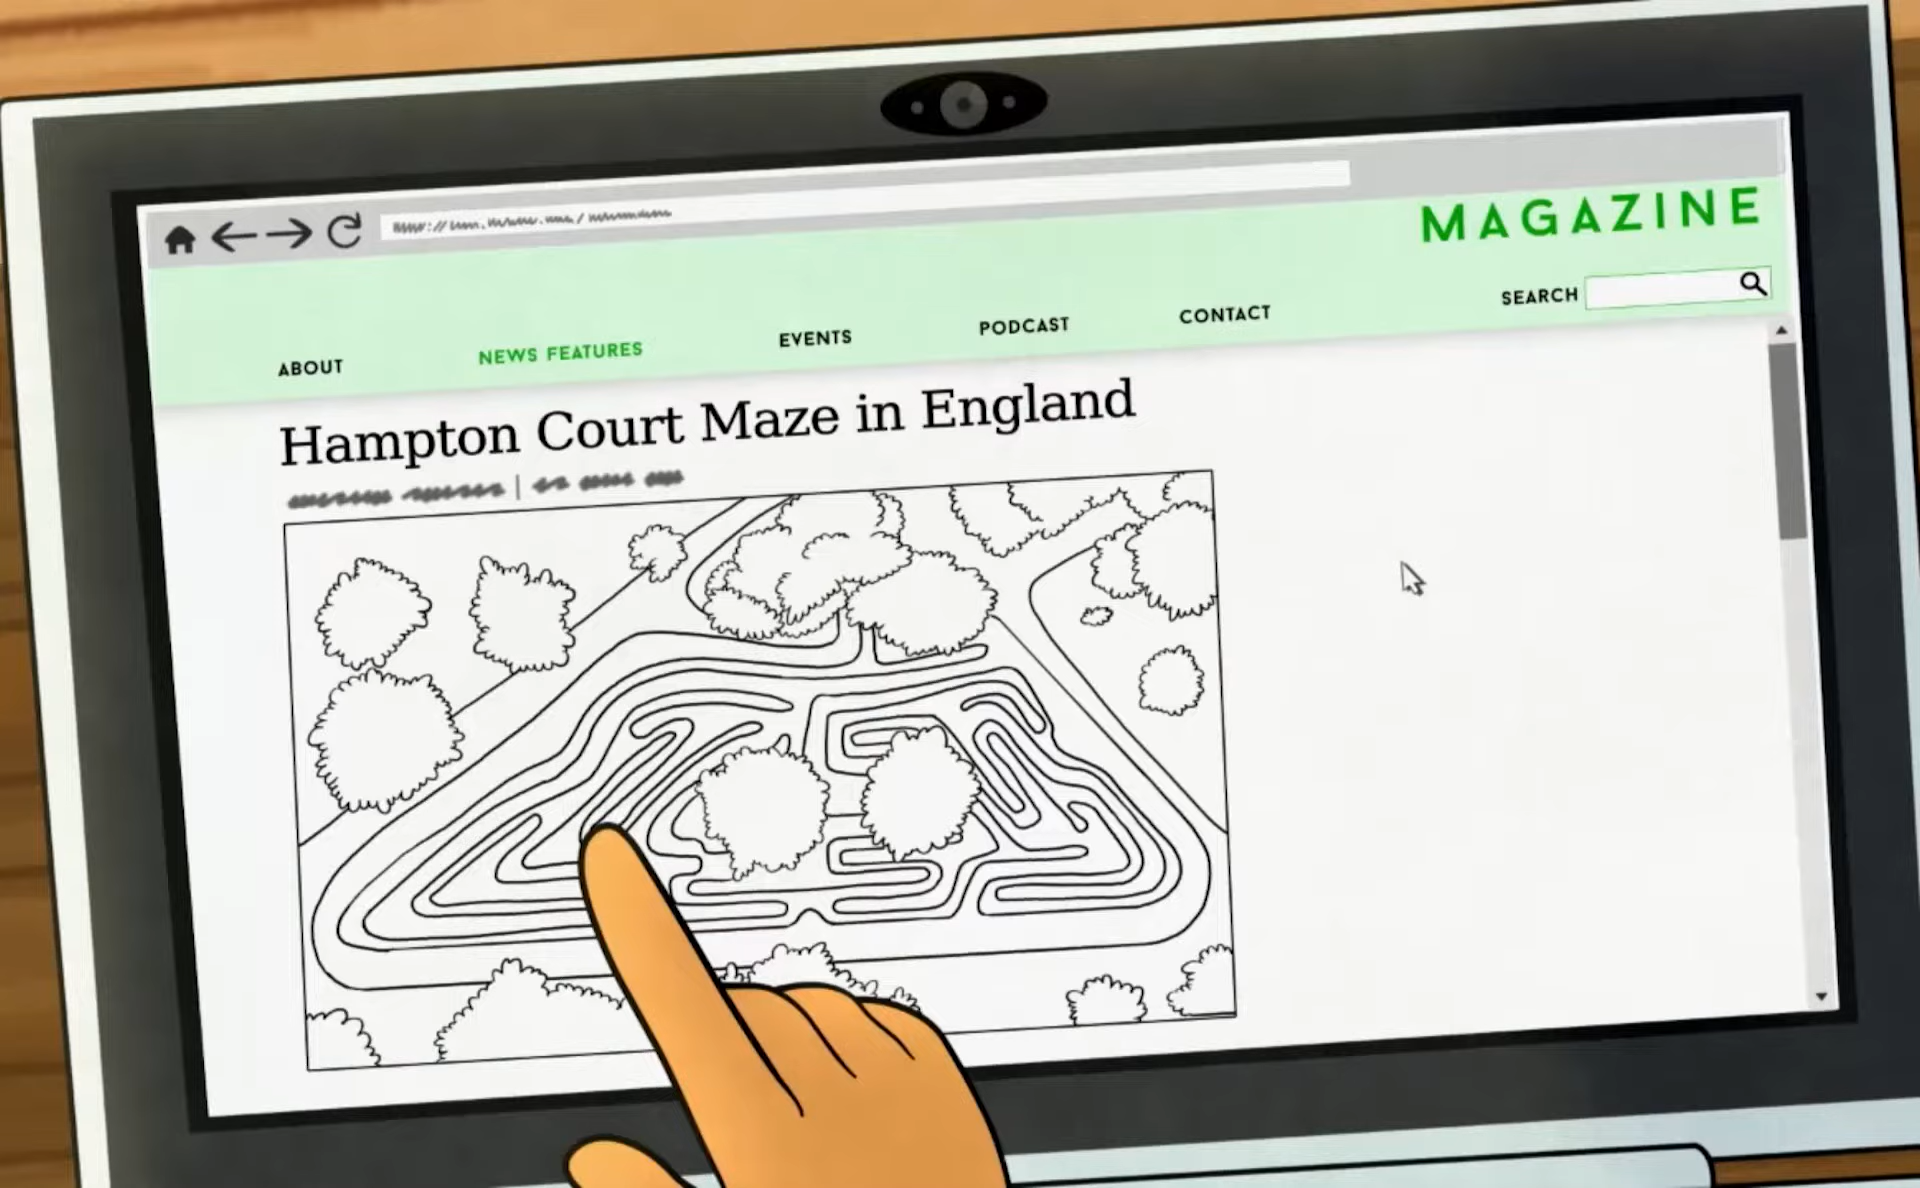 MAGAZINE
SEARCH
ABOUT NEWS FEATURES EVENTS PODCAST CONTACT
Hampton Court Maze in England